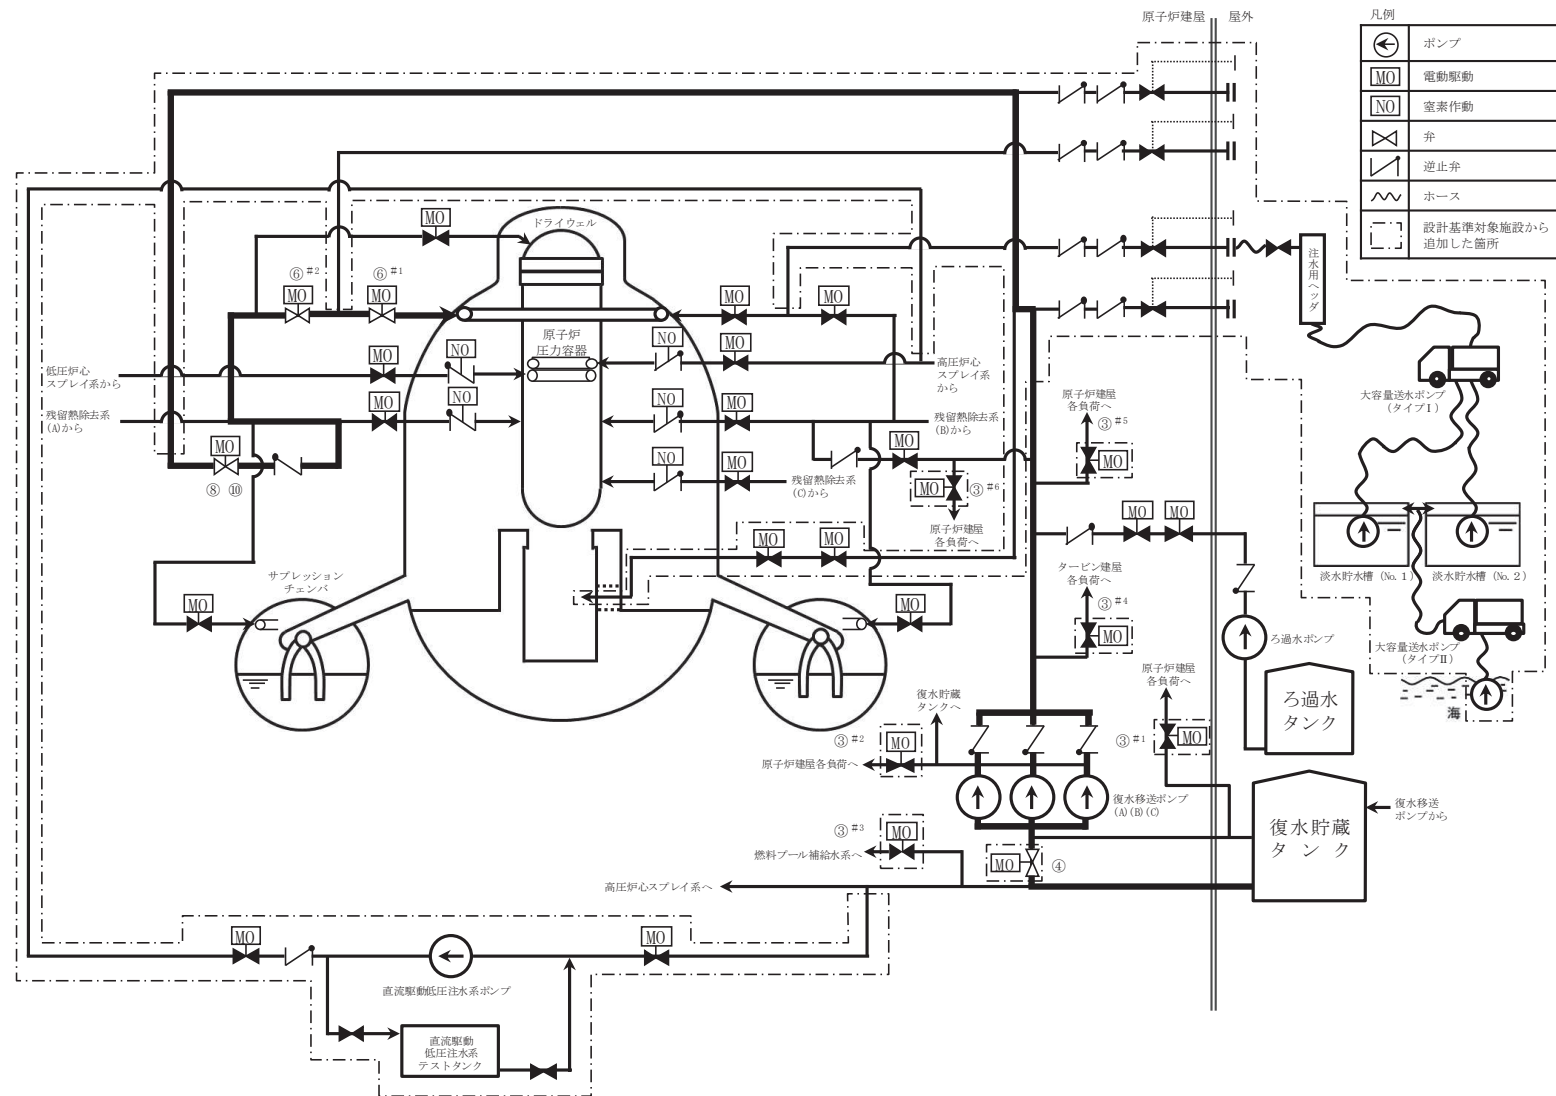 原子炉建屋
屋外
凡例
ポンプ
MO
電動駆動
NO
窒素作動
弁
逆止弁
ホース
設計基準対象施設から
追加した箇所
MO
ドライウェル
⑥#2
⑥#1
MO
MO
MO
MO
注水用ヘッダ
原子炉
圧力容器
NO
MO
MO
NO
低圧炉心
スプレイ系から
高圧炉心
スプレイ系
から
大容量送水ポンプ
(タイプⅠ)
残留熱除去系
(A)から
MO
NO
NO
MO
残留熱除去系
(B)から
原子炉建屋
各負荷へ
③#5
MO
MO
⑧ ⑩
NO
MO
MO
残留熱除去系
(C)から
MO
③#6
原子炉建屋
各負荷へ
MO
MO
MO
MO
淡水貯水槽 (No.1)
淡水貯水槽 (No.2)
サプレッション
チェンバ
MO
MO
タービン建屋
各負荷へ
③#4
MO
ろ過水ポンプ
大容量送水ポンプ
(タイプⅡ)
海
ろ過水
タンク
原子炉建屋
各負荷へ
③#1
MO
復水貯蔵
タンクへ
③#2
MO
原子炉建屋各負荷へ
復水移送ポンプ
(A)(B)(C)
復水貯蔵
タンク
復水移送
ポンプから
③#3
MO
燃料プール補給水系へ
MO
④
高圧炉心スプレイ系へ
MO
MO
直流駆動低圧注水系ポンプ
直流駆動
低圧注水系
テストタンク